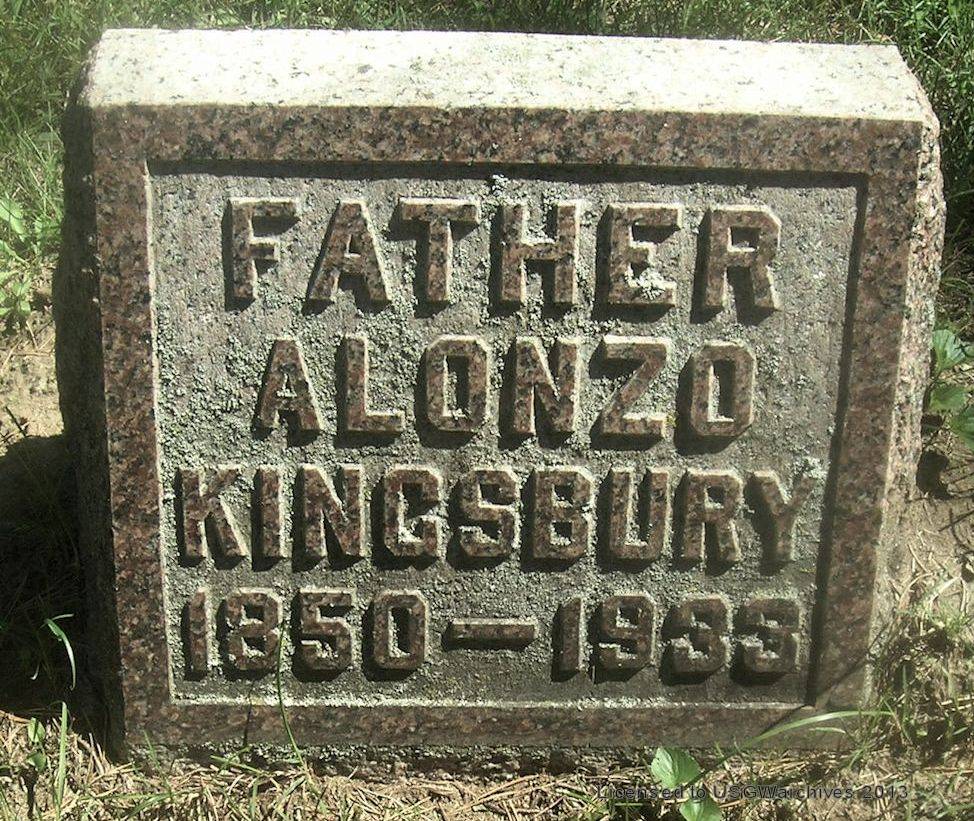 FATHER
ALONZO
KINGSBURY
1850 — 1933
Licensed to USGWarchives 2013